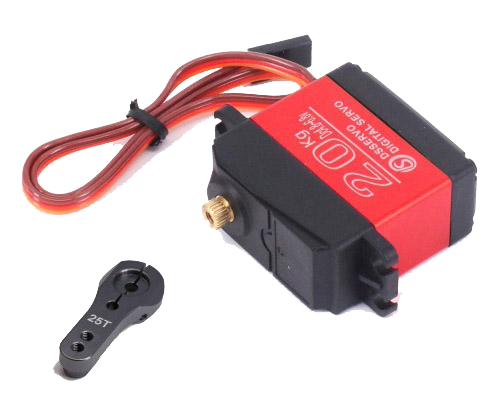 DSSERVO
DIGITAL SERVO
20Kg
25T